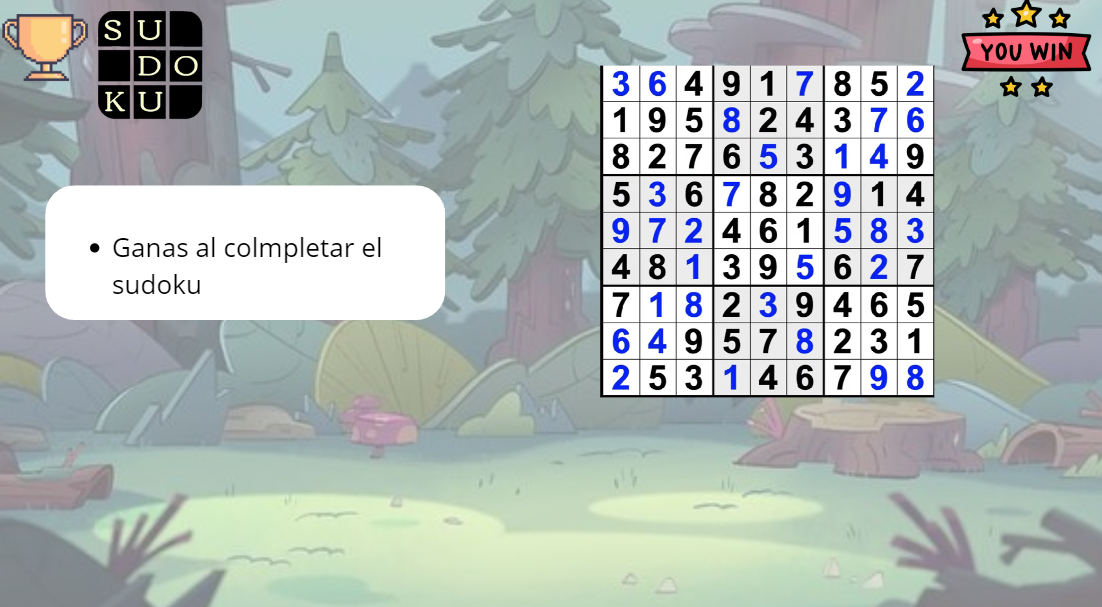 SU
DO
KU
YOU WIN
3 6 4 9 1 7 8 5 2
1 9 5 8 2 4 3 7 6
8 2 7 6 5 3 1 4 9
5 3 6 7 8 2 9 1 4
9 7 2 4 6 1 5 8 3
4 8 1 3 9 5 6 2 7
7 1 8 2 3 9 4 6 5
6 4 9 5 7 8 2 3 1
2 5 3 1 4 6 7 9 8
• Ganas al colmpletar el
sudoku